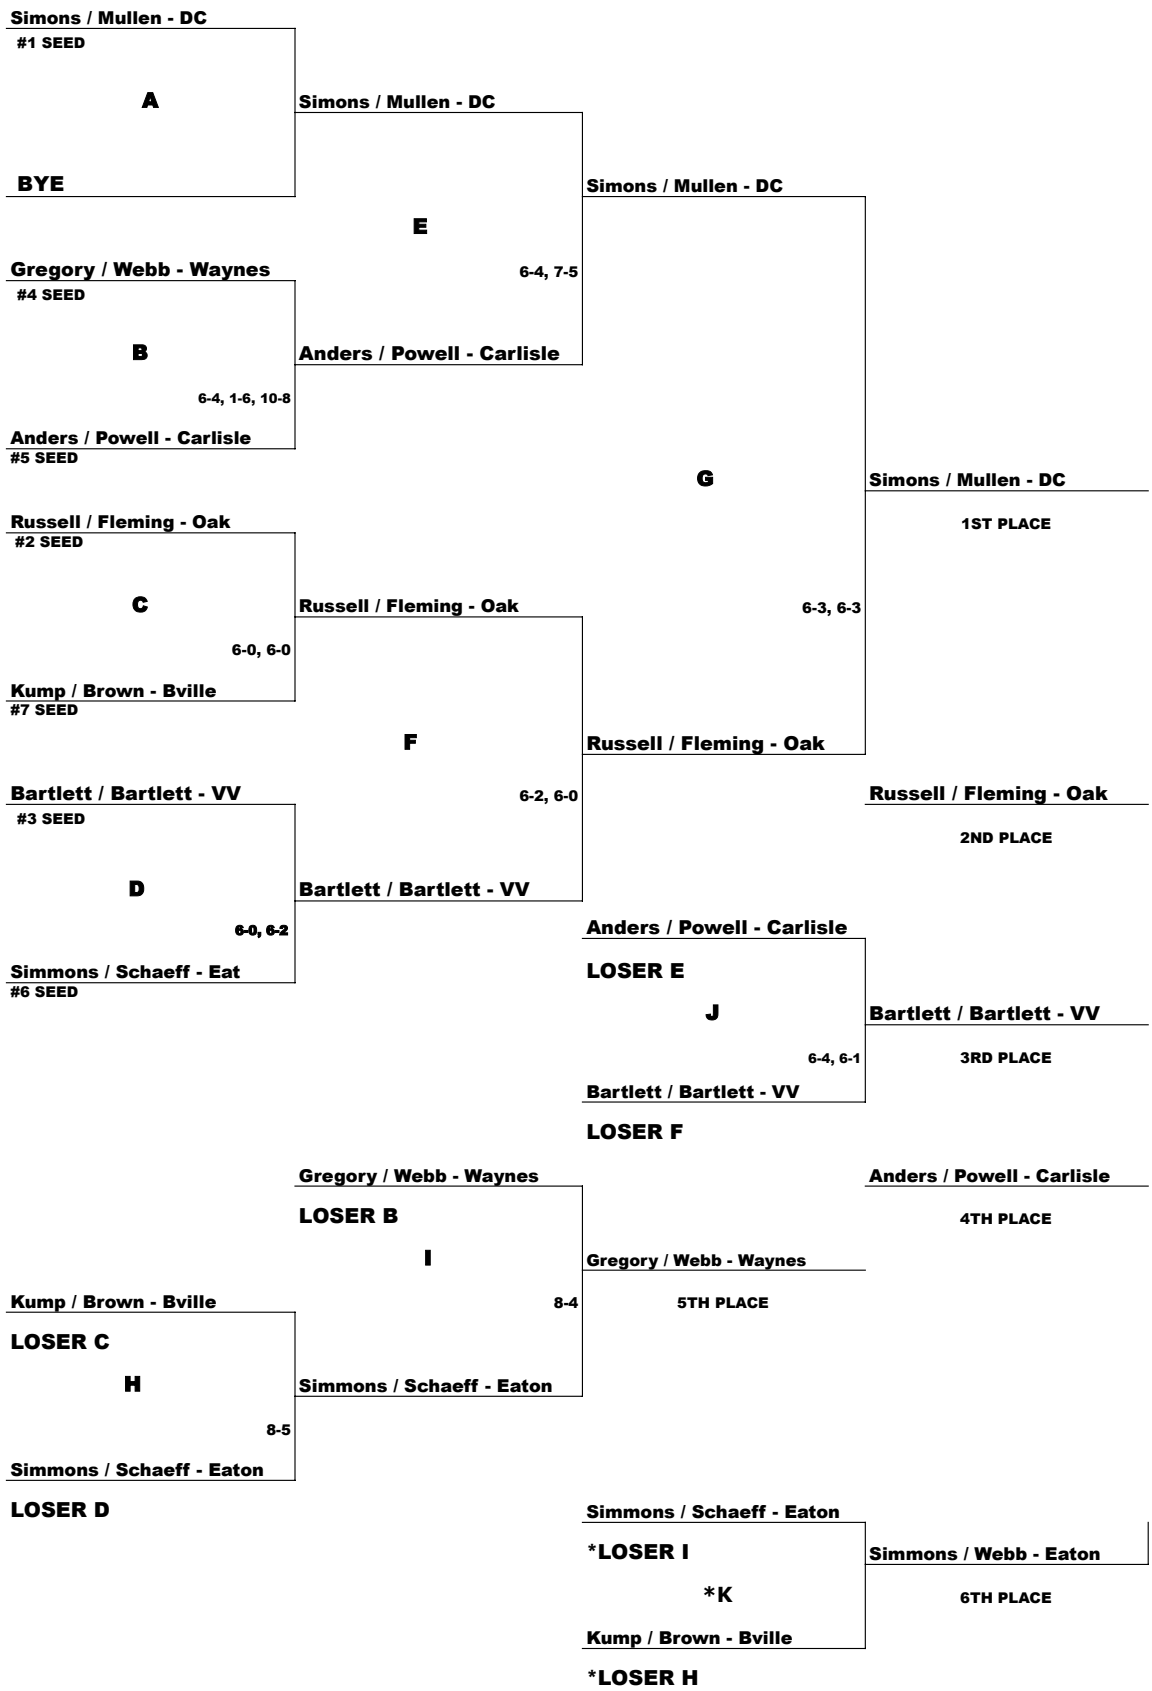 Simons / Mullen - DC
#1 SEED
A
Simons / Mullen - DC
BYE
Simons / Mullen - DC
E
Gregory / Webb - Waynes
6-4, 7-5
#4 SEED
B
Anders / Powell - Carlisle
6-4, 1-6, 10-8
Anders / Powell - Carlisle
#5 SEED
G
Simons / Mullen - DC
Russell / Fleming - Oak
1ST PLACE
#2 SEED
C
Russell / Fleming - Oak
6-3, 6-3
6-0, 6-0
Kump / Brown - Bville
#7 SEED
F
Russell / Fleming - Oak
Bartlett / Bartlett - VV
6-2, 6-0
Russell / Fleming - Oak
#3 SEED
2ND PLACE
D
Bartlett / Bartlett - VV
6-0, 6-2
Anders / Powell - Carlisle
Simmons / Schaeff - Eat
LOSER E
#6 SEED
J
Bartlett / Bartlett - VV
6-4, 6-1
3RD PLACE
Bartlett / Bartlett - VV
LOSER F
Gregory / Webb - Waynes
Anders / Powell - Carlisle
LOSER B
4TH PLACE
I
Gregory / Webb - Waynes
Kump / Brown - Bville
8-4
5TH PLACE
LOSER C
H
Simmons / Schaeff - Eaton
8-5
Simmons / Schaeff - Eaton
LOSER D
Simmons / Schaeff - Eaton
*LOSER I
Simmons / Webb - Eaton
*K
6TH PLACE
Kump / Brown - Bville
*LOSER H